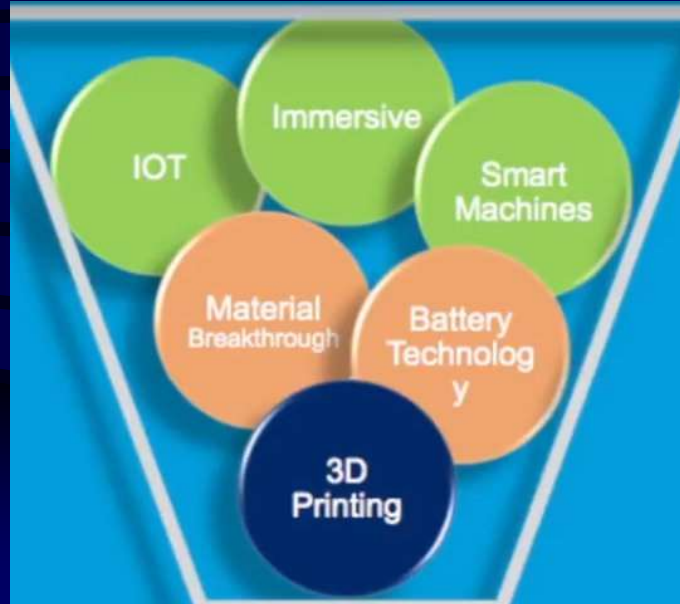 Immersive
IOT
Smart
Machines
Material
Breakthrough
Battery
Technolog
y
3D
Printing